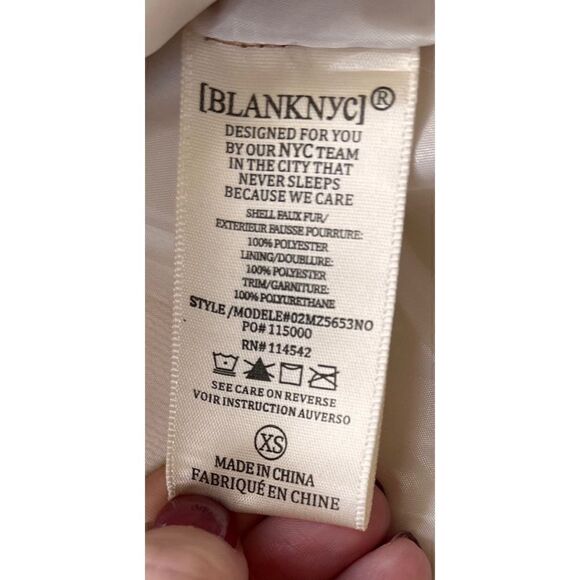 [BLANKNYC]®
DESIGNED FOR YOU
BY OUR NYC TEAM
IN THE CITY THAT
NEVER SLEEPS
BECAUSE WE CARE
SHELL FAUX FUR/
EXTERIEUR FAUSSE POURRURE:
100% POLYESTER
LINING/DOUBLURE:
100% POLYESTER
TRIM/GARNITURE:
100% POLYURETHANE
STYLE /MODELE#02MZ5653NO
PO# 115000
RN# 114542
SEE CARE ON REVERSE
VOIR INSTRUCTION AUVERSO
XS
MADE IN CHINA
FABRIQUÉ EN CHINE